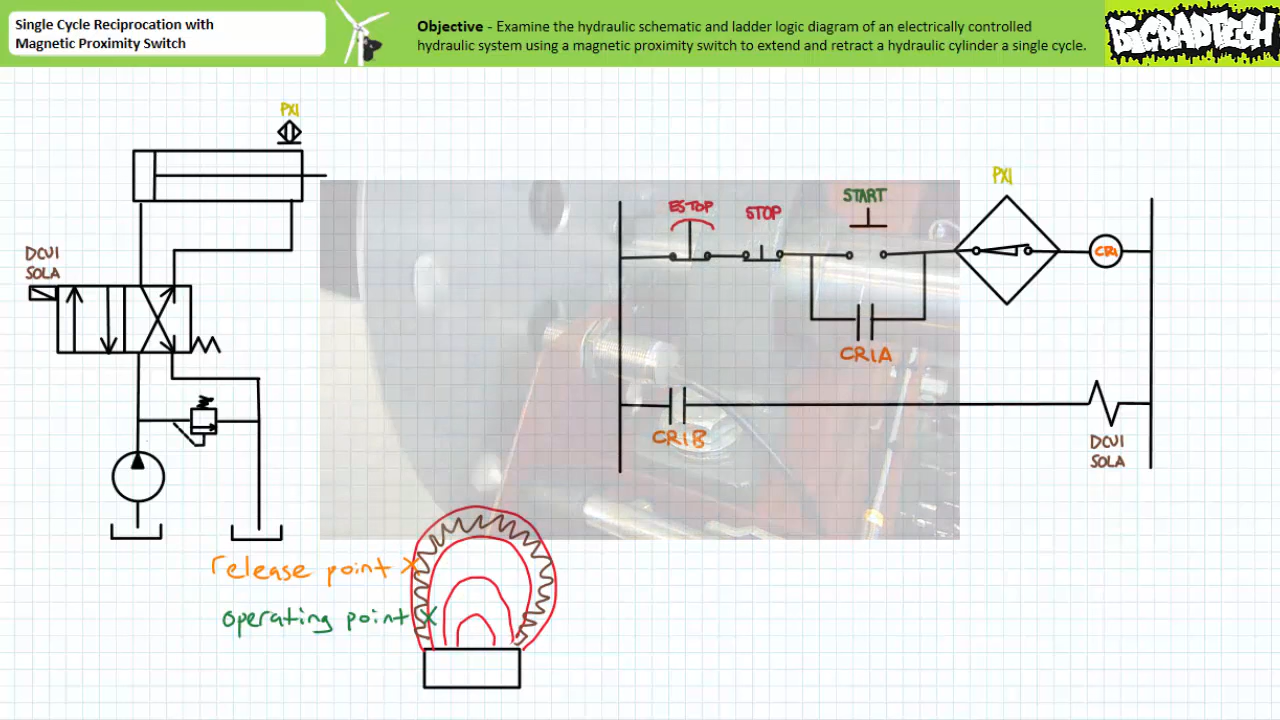 Single Cycle Reciprocation with
Magnetic Proximity Switch
Objective - Examine the hydraulic schematic and ladder logic diagram of an electrically controlled
hydraulic system using a magnetic proximity switch to extend and retract a hydraulic cylinder a single cycle.
BIGBADTECH
PX1
DCV1
SOLA
ESTOP
STOP
START
PX1
CR1
CR1A
CR1B
DCV1
SOLA
release point X
operating point X